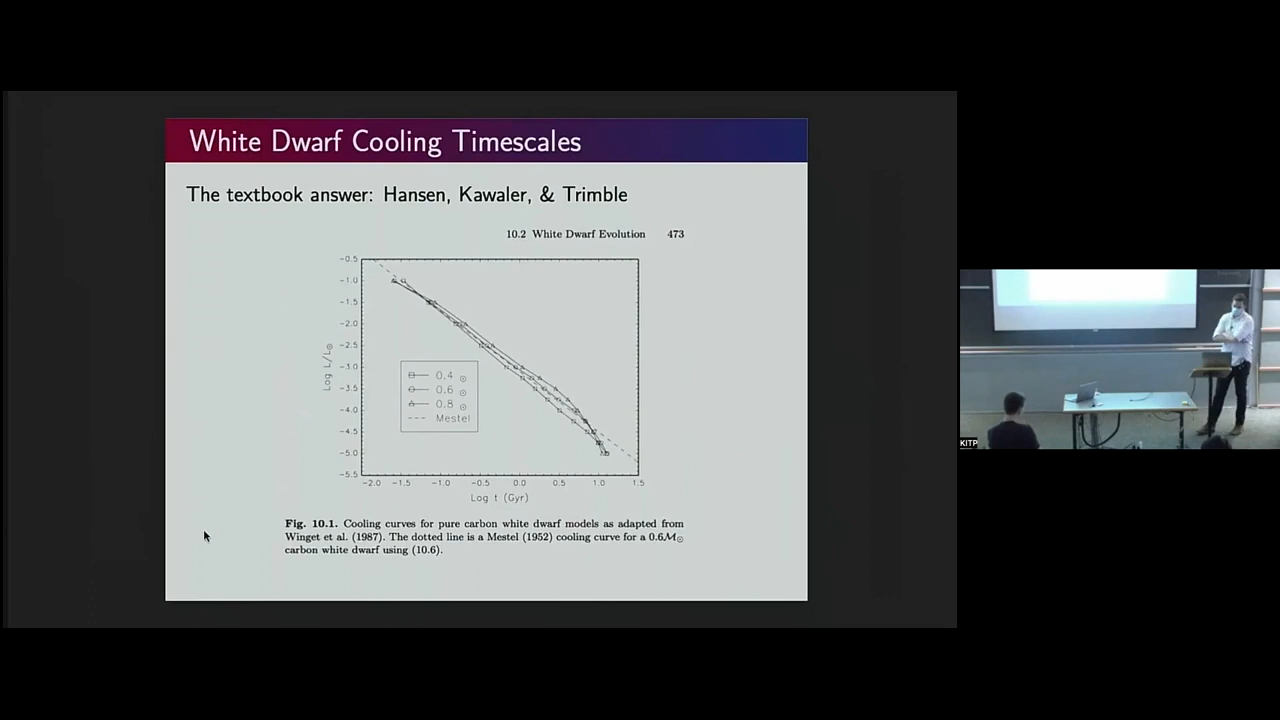 White Dwarf Cooling Timescales
The textbook answer: Hansen, Kawaler, & Trimble
10.2 White Dwarf Evolution 473
-0.5
-1.0
-1.5
-2.0
-2.5
-3.0
-3.5
-4.0
-4.5
-5.0
-5.5
Log L/L⊙
0.4 ⊙
0.6 ⊙
0.8 ⊙
Mestel
-2.0 -1.5 -1.0 -0.5 0.0 0.5 1.0 1.5
Log t (Gyr)
Fig. 10.1. Cooling curves for pure carbon white dwarf models as adapted from
Winget et al. (1987). The dotted line is a Mestel (1952) cooling curve for a 0.6M⊙
carbon white dwarf using (10.6).
KITP